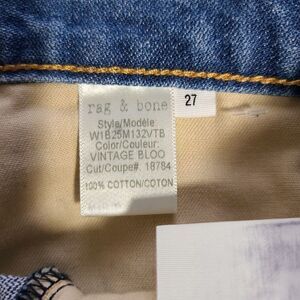 rag & bone
27
Style/Modèle
W1B25M132VTB
Color/Couleur:
VINTAGE BLOO
Cut/Coupe#: 18784
100% COTTON/COTON